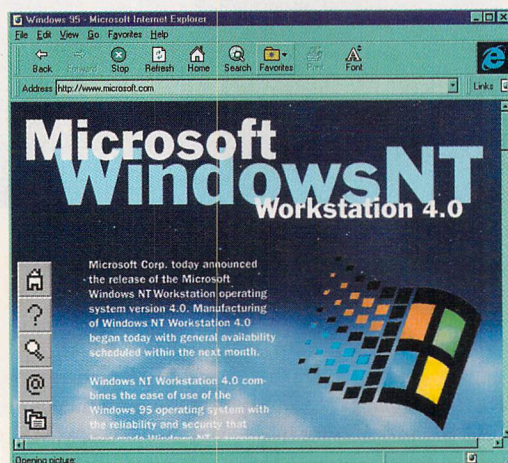 Windows 95 - Microsoft Internet Explorer
File Edit View Go Favorites Help
Back Forward Stop Refresh Home Search Favorites Print Font
Address http://www.microsoft.com Links
Microsoft
WindowsNT
Workstation 4.0
Microsoft Corp. today announced
the release of the Microsoft
Windows NT Workstation operating
system version 4.0. Manufacturing
of Windows NT Workstation 4.0
began today with general availability
scheduled within the next month.
Windows NT Workstation 4.0 com-
bines the ease of use of the
Windows 95 operating system with
the reliability and security that
have made Windows NT a
Opening picture: